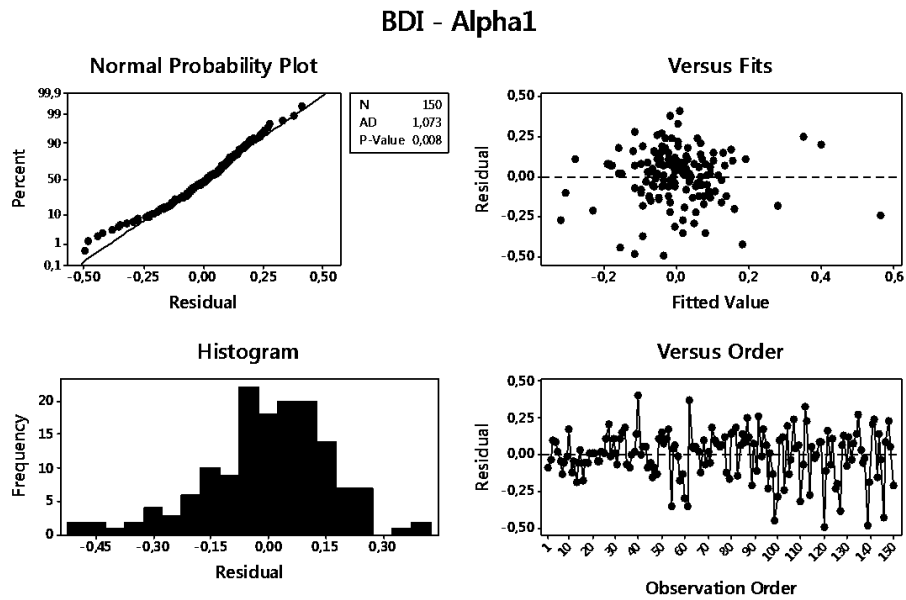 BDI - Alpha1
Normal Probability Plot
99,9
99
90
50
10
1
0,1
Percent
-0,50 -0,25 0,00 0,25 0,50
Residual
N 150
AD 1,073
P-Value 0,008
Versus Fits
0,50
0,25
0,00
-0,25
-0,50
Residual
-0,2 0,0 0,2 0,4 0,6
Fitted Value
Histogram
20
15
10
5
0
Frequency
-0,45 -0,30 -0,15 0,00 0,15 0,30
Residual
Versus Order
0,50
0,25
0,00
-0,25
-0,50
Residual
1 10 20 30 40 50 60 70 80 90 100 110 120 130 140 150
Observation Order